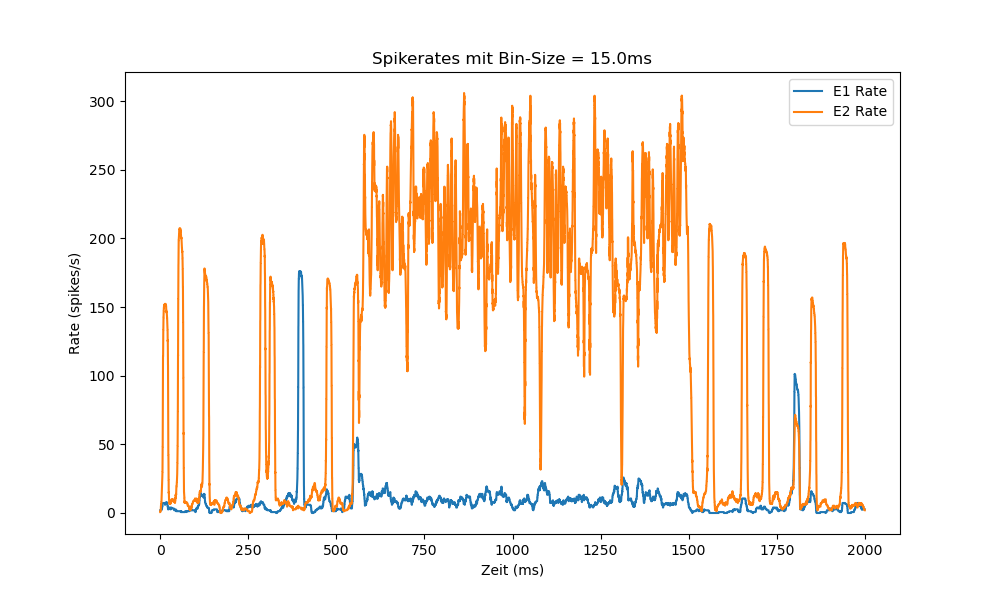 Spikerates mit Bin-Size = 15.0ms
E1 Rate
E2 Rate
300
250
200
150
100
50
0
Rate (spikes/s)
0 250 500 750 1000 1250 1500 1750 2000
Zeit (ms)